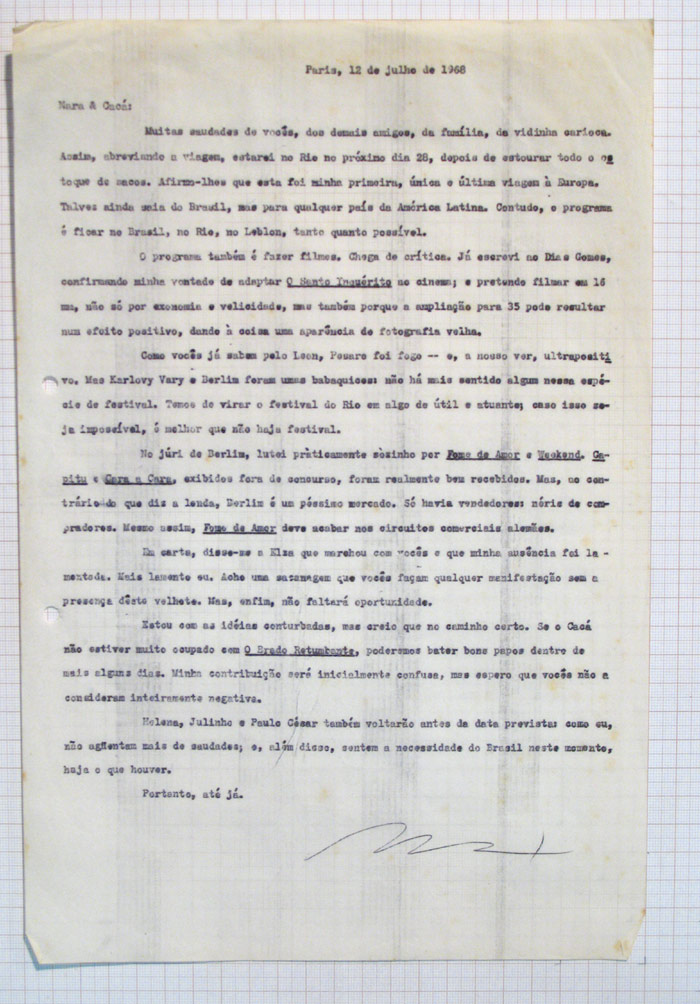 Paris, 12 de julho de 1968
Nara & Cacá:
Muitas saudades de vocês, dos demais amigos, da família, da vidinha carioca.
Assim, abreviando a viagem, estarei no Rio no próximo dia 28, depois de estourar todo o es
toque de sacos. Afirmo-lhes que esta foi minha primeira, única e última viagem à Europa.
Talvez ainda saia do Brasil, mas para qualquer país da América Latina. Contudo, o programa
é ficar no Brasil, no Rio, no Leblon, tanto quanto possível.
O programa também é fazer filmes. Chega de crítica. Já escrevi ao Dias Gomes,
confirmando minha vontade de adaptar O Santo Inquérito ao cinema; e pretendo filmar em 16
mm, não só por exonomia e velicidade, mas também porque a ampliação para 35 pode resultar
num efeito positivo, dando à coisa uma aparência de fotografia velha.
Como vocês já sabem pelo Leon, Pesaro foi fogo -- e, a nosso ver, ultrapositi
vo. Mas Karlovy Vary e Berlim foram umas babaquices: não há mais sentido algum nessa espé-
cie de festival. Temos de virar o festival do Rio em algo de útil e atuante; caso isso se-
ja impossível, é melhor que não haja festival.
No júri de Berlim, lutei pràticamente sòzinho por Fome de Amor e Weekend. Ca-
pitu e Cara a Cara, exibidos fora de concurso, foram realmente bem recebidos. Mas, ao con-
trário do que diz a lenda, Berlim é um péssimo mercado. Só havia vendedores: néris de com-
pradores. Mesmo assim, Fome de Amor deve acabar nos circuitos comerciais alemães.
Em carta, disse-me a Elza que marchou com vocês e que minha ausência foi la -
mentada. Mais lamento eu. Acho uma sacanagem que vocês façam qualquer manifestação sem a
presença dêste velhote. Mas, enfim, não faltará oportunidade.
Estou com as idéias conturbadas, mas creio que no caminho certo. Se o Cacá
não estiver muito ocupado com O Brado Retumbante, poderemos bater bons papos dentro de
mais alguns dias. Minha contribuição será inicialmente confusa, mas espero que vocês não a
considerem inteiramente negativa.
Helena, Julinho e Paulo César também voltarão antes da data prevista: como eu,
não agüentam mais de saudades; e, além disso, sentem a necessidade do Brasil neste momento,
haja o que houver.
Portanto, até já.